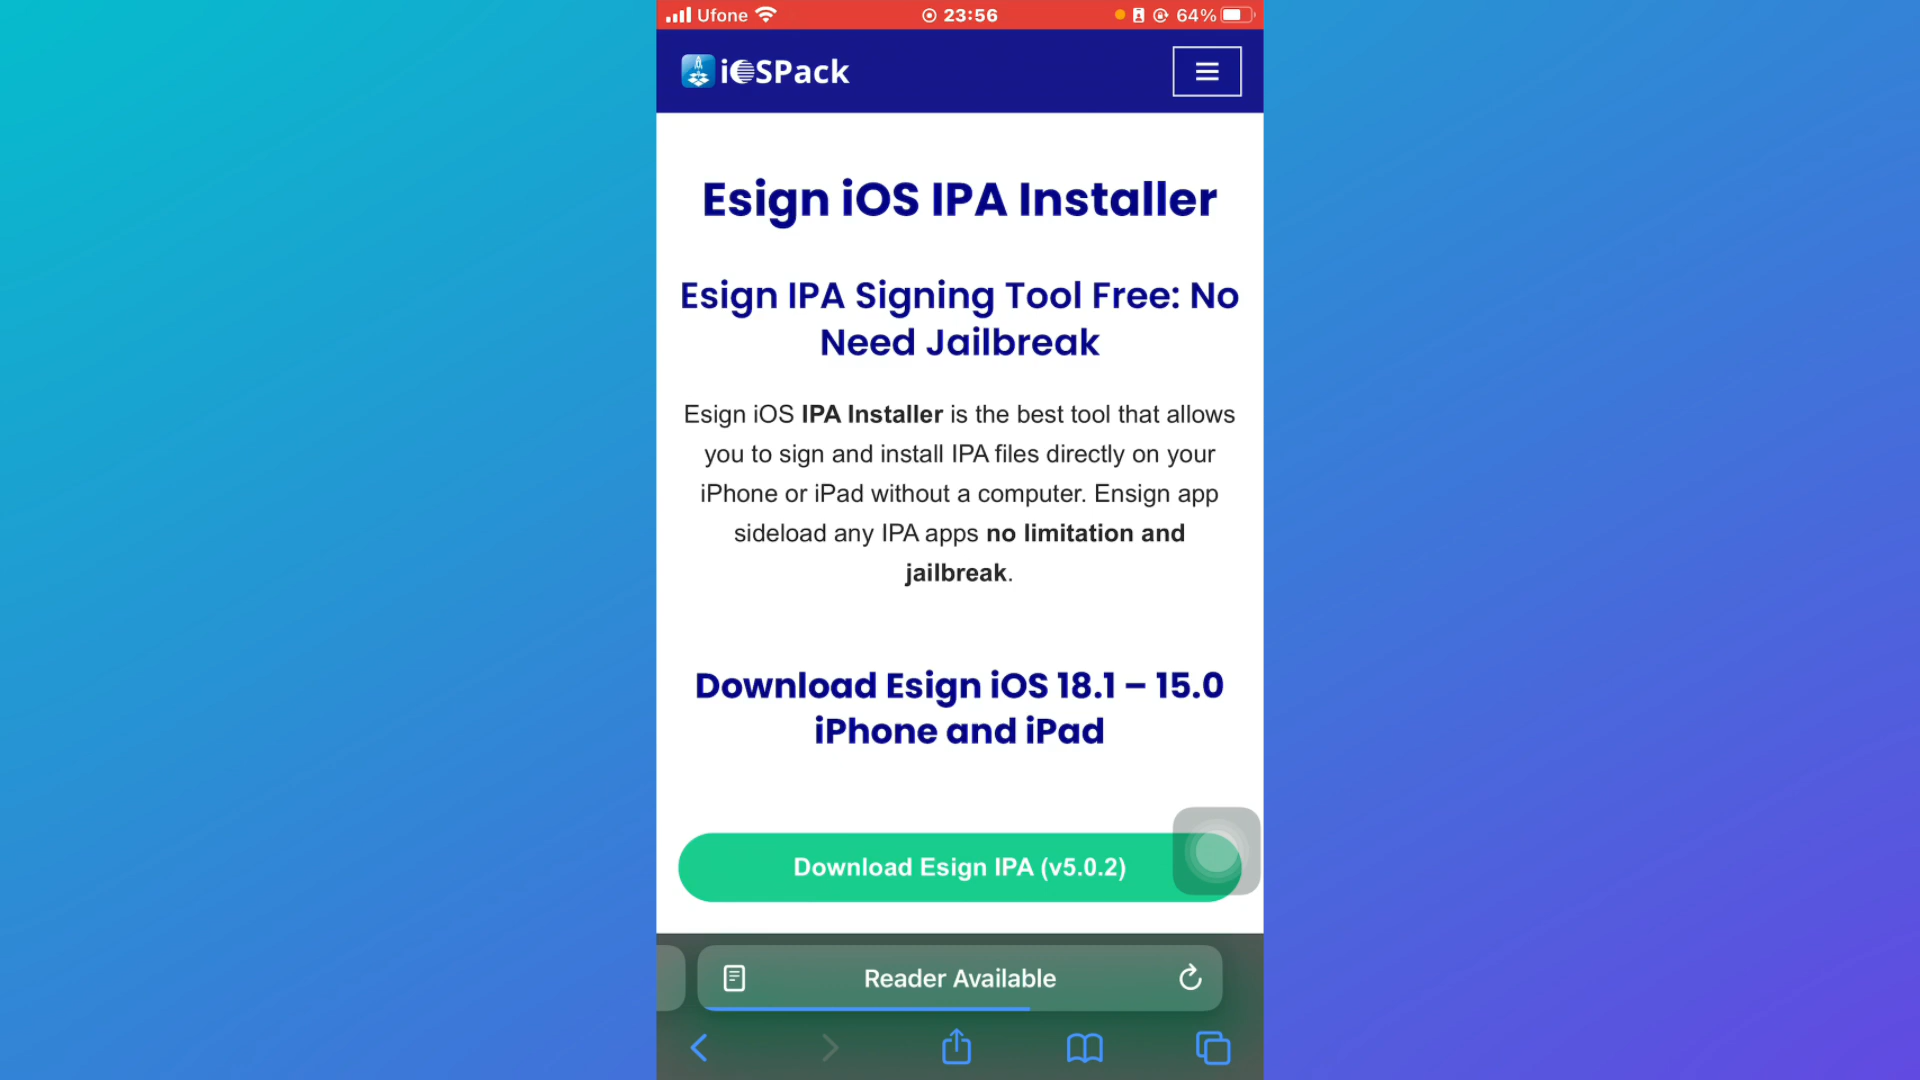 Ufone 23:56 64%
iOSPack
Esign iOS IPA Installer
Esign IPA Signing Tool Free: No
Need Jailbreak
Esign iOS IPA Installer is the best tool that allows
you to sign and install IPA files directly on your
iPhone or iPad without a computer. Ensign app
sideload any IPA apps no limitation and
jailbreak.
Download Esign iOS 18.1 – 15.0
iPhone and iPad
Download Esign IPA (v5.0.2)
Reader Available